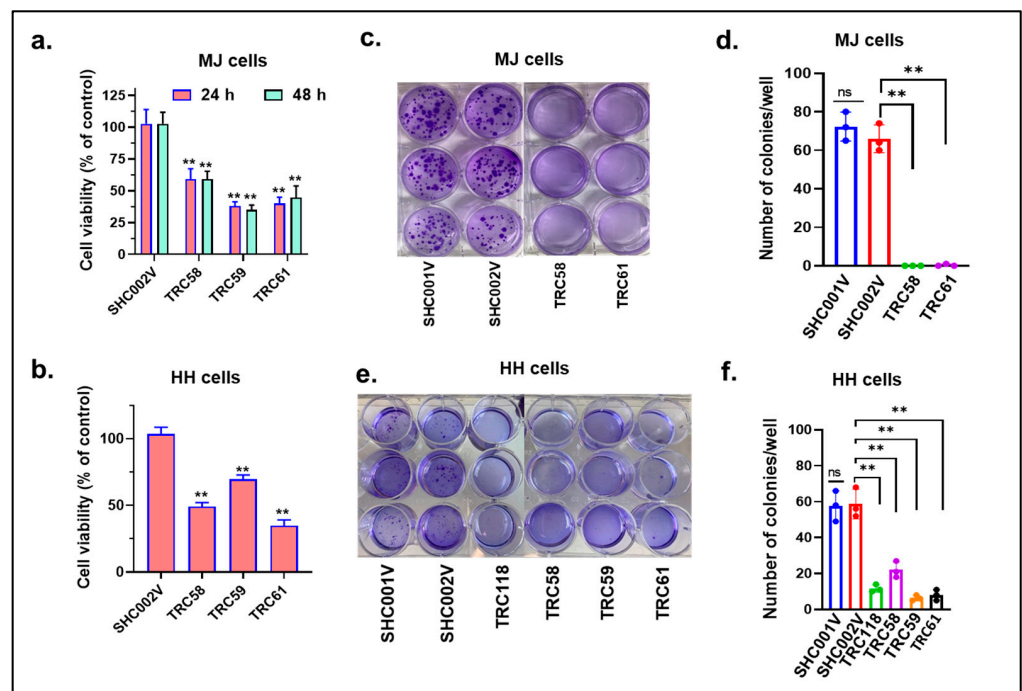 a.
MJ cells
24 h 48 h
Cell viability (% of control)
125
100
75
50
25
0
** ** ** ** ** **
SHC002V TRC58 TRC59 TRC61
c.
MJ cells
SHC001V SHC002V TRC58 TRC61
d.
MJ cells
Number of colonies/well
100
80
60
40
20
0
ns ** **
SHC001V SHC002V TRC58 TRC61
b.
HH cells
Cell viability (% of control)
100
50
0
** ** **
SHC002V TRC58 TRC59 TRC61
e.
HH cells
SHC001V SHC002V TRC118 TRC58 TRC59 TRC61
f.
HH cells
Number of colonies/well
100
80
60
40
20
0
ns ** ** ** **
SHC001V SHC002V TRC118 TRC58 TRC59 TRC61